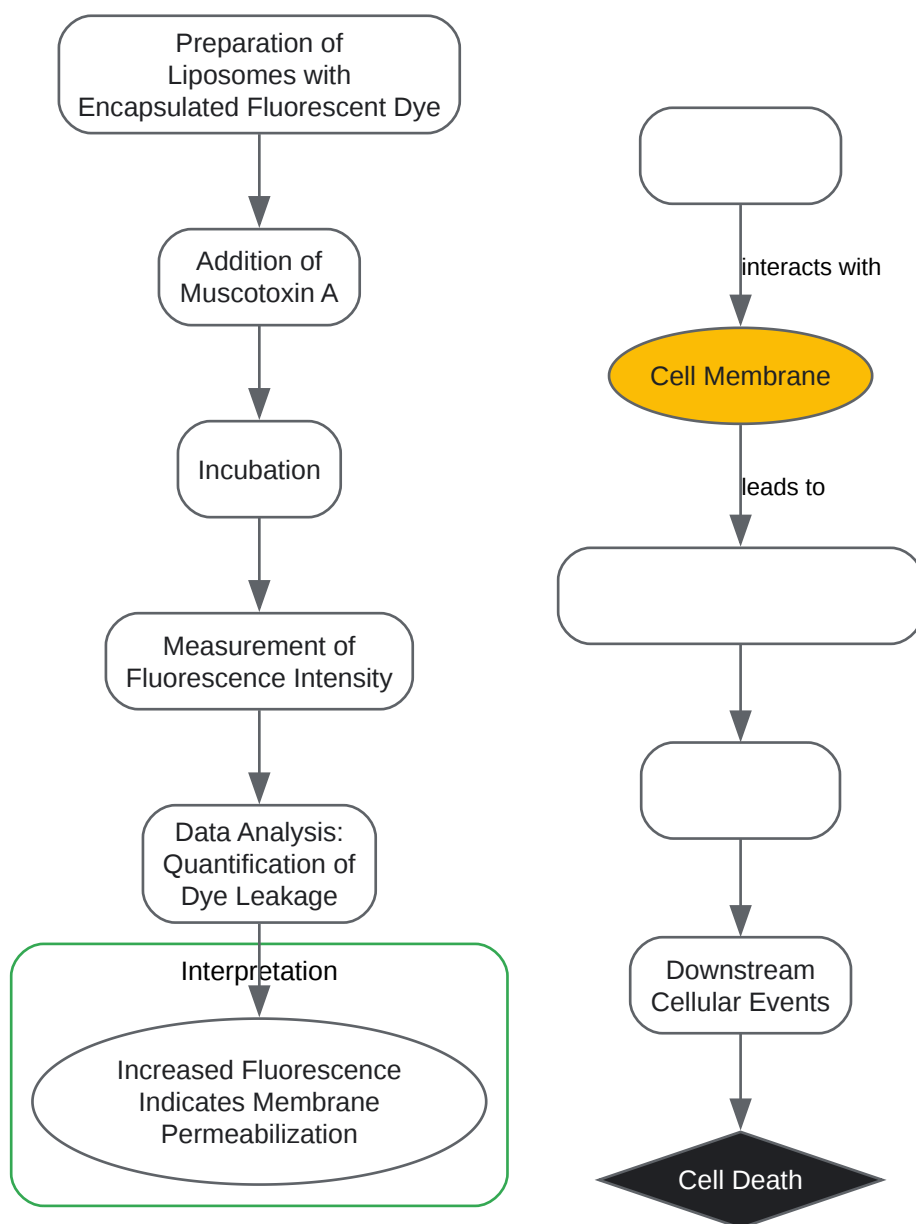 Preparation of
Liposomes with
Encapsulated Fluorescent Dye
Addition of
Muscotoxin A
Incubation
Measurement of
Fluorescence Intensity
Data Analysis:
Quantification of
Dye Leakage
Interpretation
Increased Fluorescence
Indicates Membrane
Permeabilization
interacts with
Cell Membrane
leads to
Downstream
Cellular Events
Cell Death